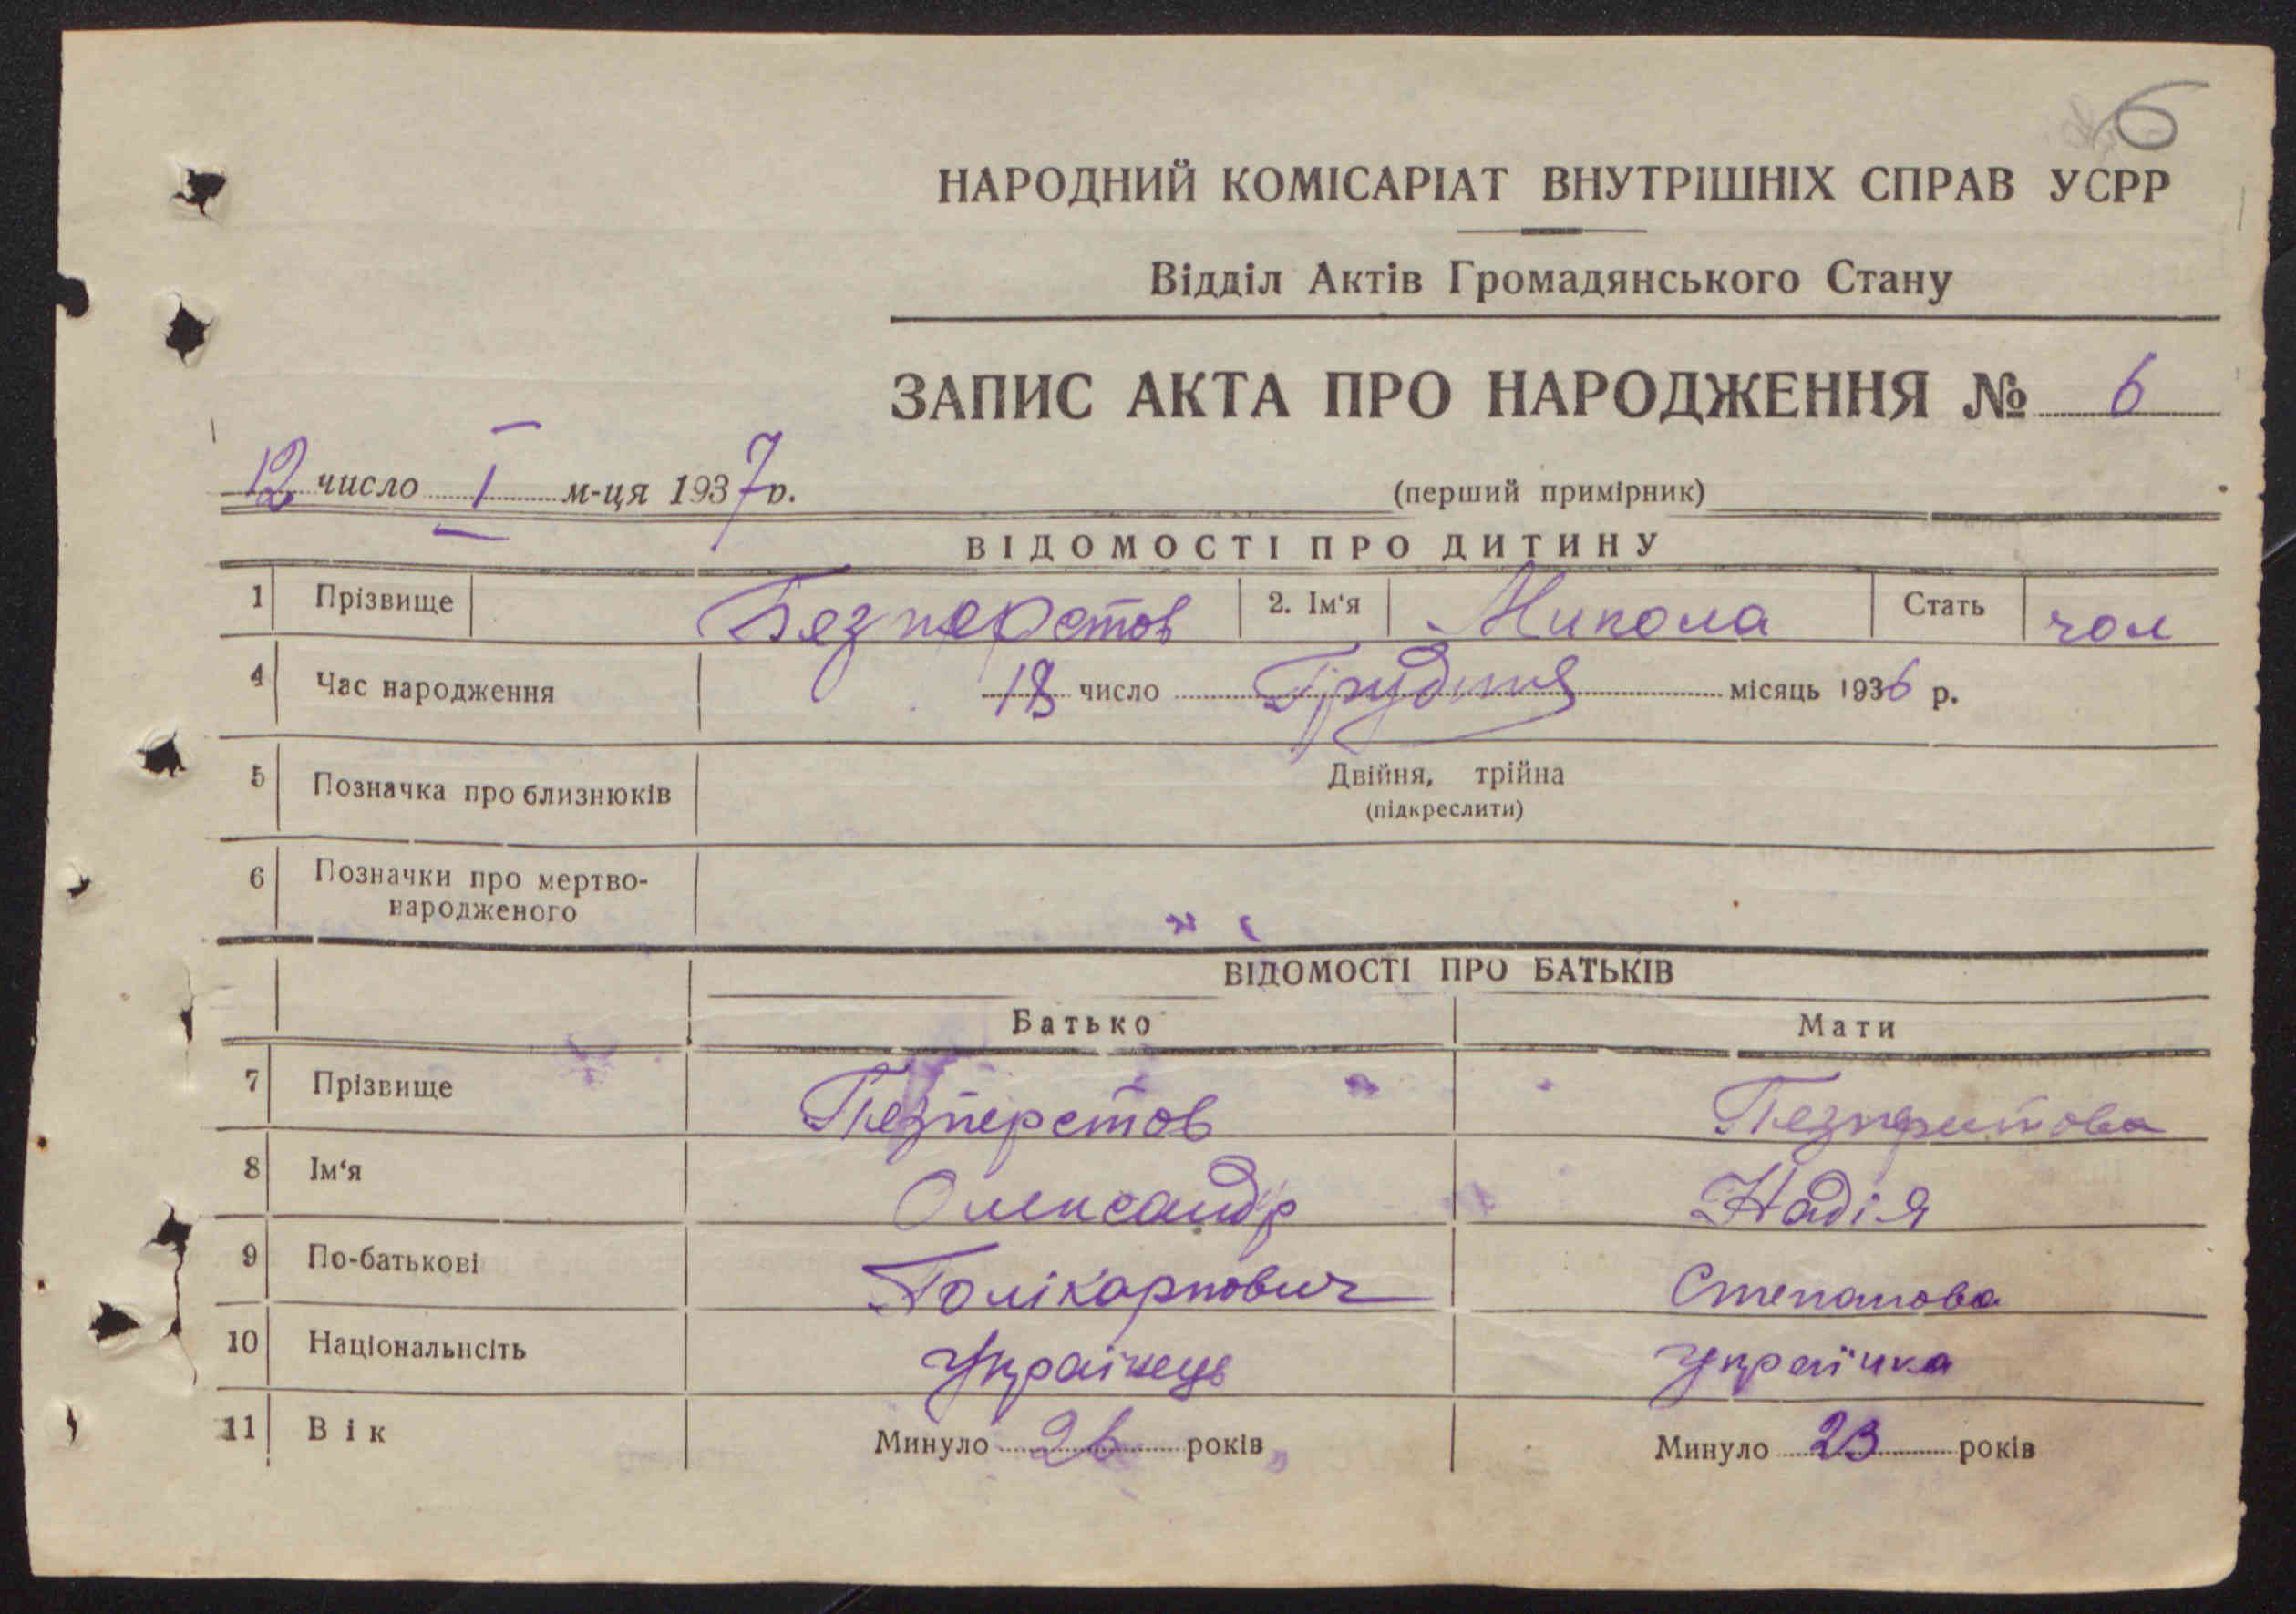 6
НАРОДНИЙ КОМІСАРІАТ ВНУТРІШНІХ СПРАВ УСРР
Відділ Актів Громадянського Стану
ЗАПИС АКТА ПРО НАРОДЖЕННЯ № 6
12 число I м-ця 1937р.
(перший примірник)
ВІДОМОСТІ ПРО ДИТИНУ
1 Прізвище Безперстов 2. Ім'я Микола Стать чол
4 Час народження 18 число Грудня місяць 1936 р.
5 Позначка про близнюків Двійня, трійна
(підкреслити)
6 Позначки про мертво-
народженого
ВІДОМОСТІ ПРО БАТЬКІВ
Батько Мати
7 Прізвище Безперстов Безперстова
8 Ім'я Олександр Надія
9 По-батькові Полікарпович Степанова
10 Національнсіть Українець Українка
11 Вік Минуло 26 років Минуло 23 років